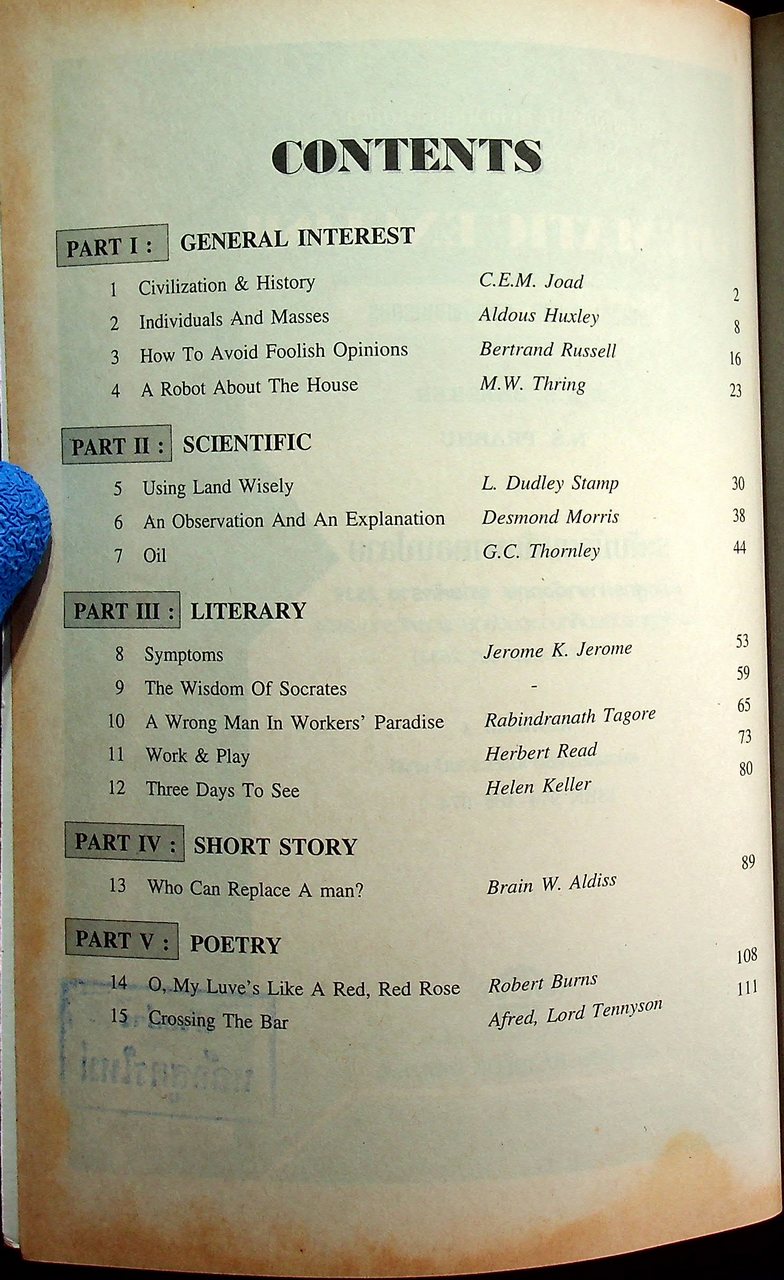 CONTENTS
PART I : GENERAL INTEREST
1 Civilization & History C.E.M. Joad 2
2 Individuals And Masses Aldous Huxley 8
3 How To Avoid Foolish Opinions Bertrand Russell 16
4 A Robot About The House M.W. Thring 23
PART II : SCIENTIFIC
5 Using Land Wisely L. Dudley Stamp 30
6 An Observation And An Explanation Desmond Morris 38
7 Oil G.C. Thornley 44
PART III : LITERARY
8 Symptoms Jerome K. Jerome 53
9 The Wisdom Of Socrates - 59
10 A Wrong Man In Workers' Paradise Rabindranath Tagore 65
11 Work & Play Herbert Read 73
12 Three Days To See Helen Keller 80
PART IV : SHORT STORY
13 Who Can Replace A man? Brain W. Aldiss 89
PART V : POETRY
14 O, My Luve's Like A Red, Red Rose Robert Burns 108
15 Crossing The Bar Afred, Lord Tennyson 111